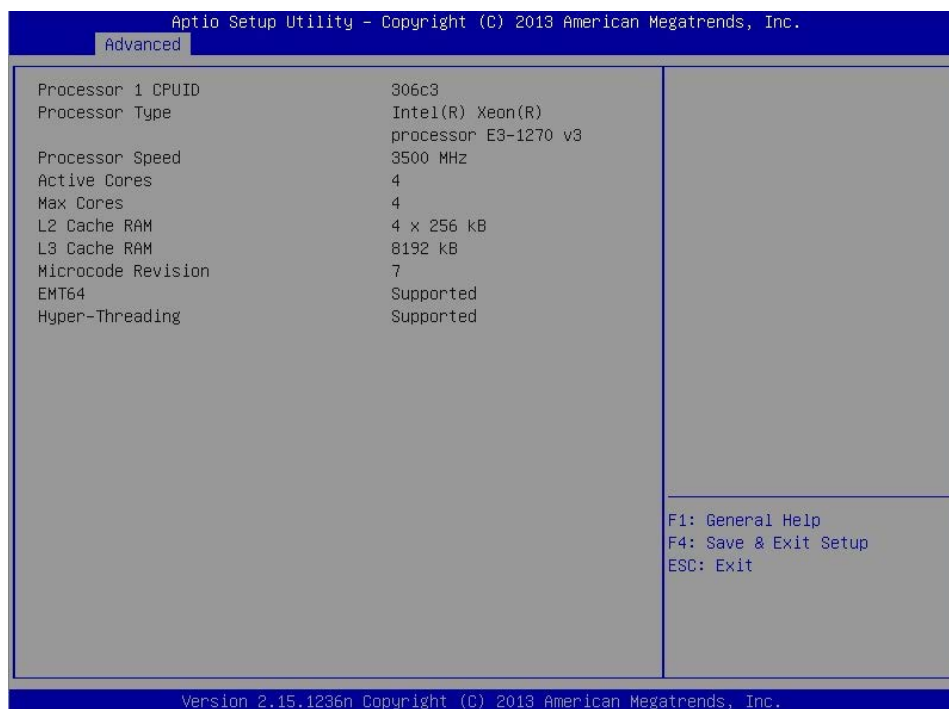 Aptio Setup Utility – Copyright (C) 2013 American Megatrends, Inc.
Advanced
Processor 1 CPUID 306c3
Processor Type Intel(R) Xeon(R)
processor E3-1270 v3
Processor Speed 3500 MHz
Active Cores 4
Max Cores 4
L2 Cache RAM 4 x 256 kB
L3 Cache RAM 8192 kB
Microcode Revision 7
EMT64 Supported
Hyper-Threading Supported
F1: General Help
F4: Save & Exit Setup
ESC: Exit
Version 2.15.1236n Copyright (C) 2013 American Megatrends, Inc.